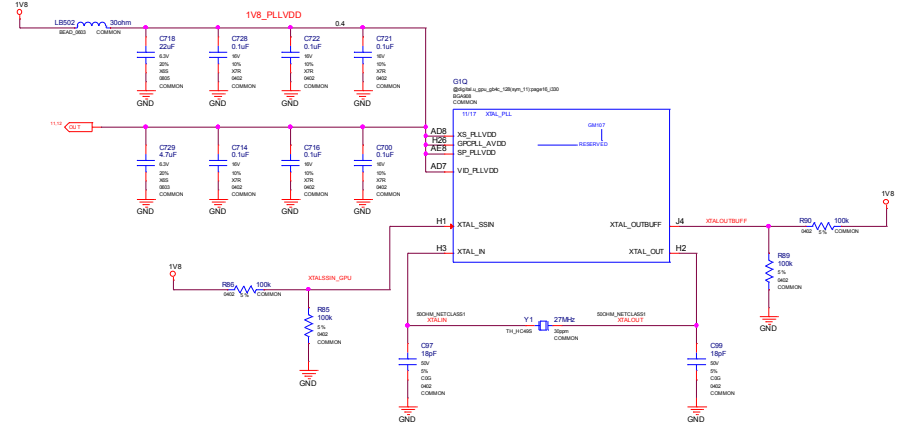 1V8
LB502 30ohm
BEAD_0603 COMMON
1V8_PLLVDD
0.4
C718
22uF
6.3V
20%
X6S
0805
COMMON
GND
C728
0.1uF
16V
10%
X7R
0402
COMMON
GND
C722
0.1uF
16V
10%
X7R
0402
COMMON
GND
C721
0.1uF
16V
10%
X7R
0402
COMMON
GND
11,12 OUT
C729
4.7uF
6.3V
20%
X6S
0603
COMMON
GND
C714
0.1uF
16V
10%
X7R
0402
COMMON
GND
C716
0.1uF
16V
10%
X7R
0402
COMMON
GND
C700
0.1uF
16V
10%
X7R
0402
COMMON
GND
G1Q
BGA908
COMMON
11/17 XTAL_PLL
GM107
RESERVED
AD8 XS_PLLVDD
H26 GPCPLL_AVDD
AE8 SP_PLLVDD
AD7 VID_PLLVDD
H1 XTAL_SSIN
H3 XTAL_IN
XTAL_OUTBUFF J4
XTAL_OUT H2
XTALOUTBUFF
1V8
R90 100k
0402 5% COMMON
R89
100k
5%
0402
COMMON
GND
1V8
R86 100k
0402 5% COMMON
XTALSSIN_GPU
R85
100k
5%
0402
COMMON
GND
50OHM_NETCLASS1
XTALIN
Y1 27MHz
TH_HC49S 30ppm
COMMON
50OHM_NETCLASS1
XTALOUT
C97
18pF
50V
5%
C0G
0402
COMMON
GND
C99
18pF
50V
5%
C0G
0402
COMMON
GND